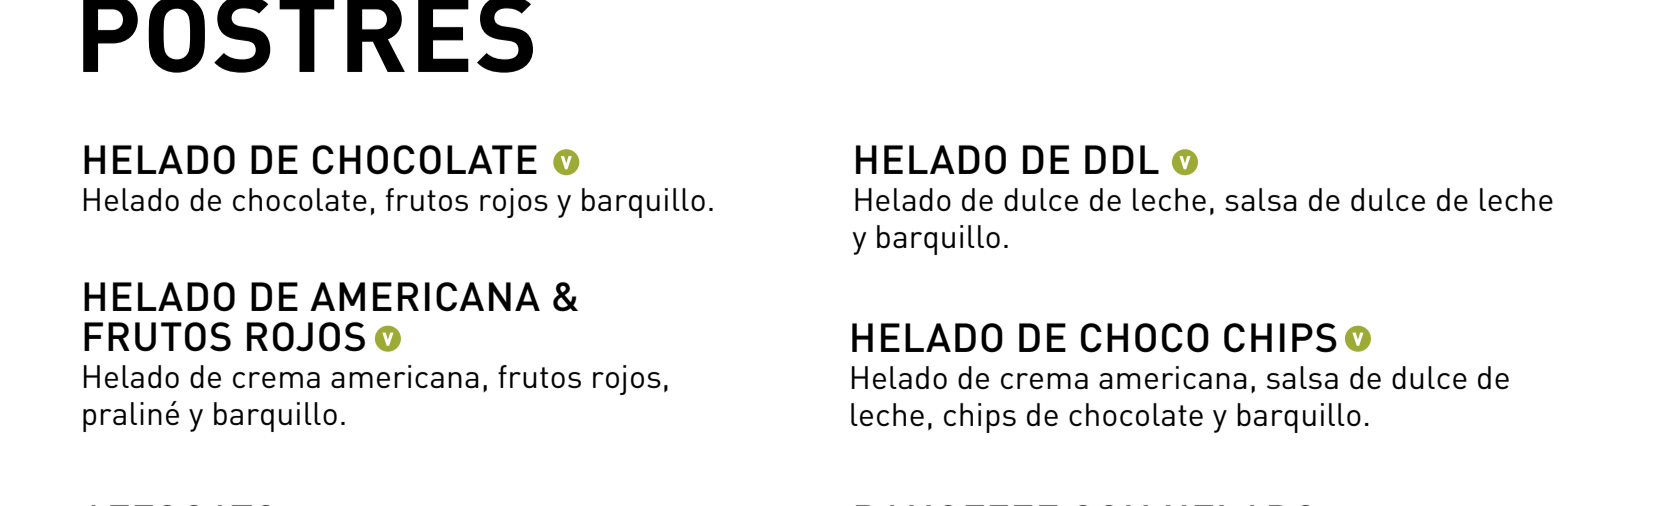 POSTRES
HELADO DE CHOCOLATE V
Helado de chocolate, frutos rojos y barquillo.
HELADO DE AMERICANA &
FRUTOS ROJOS V
Helado de crema americana, frutos rojos,
praliné y barquillo.
HELADO DE DDL V
Helado de dulce de leche, salsa de dulce de leche
y barquillo.
HELADO DE CHOCO CHIPS V
Helado de crema americana, salsa de dulce de
leche, chips de chocolate y barquillo.